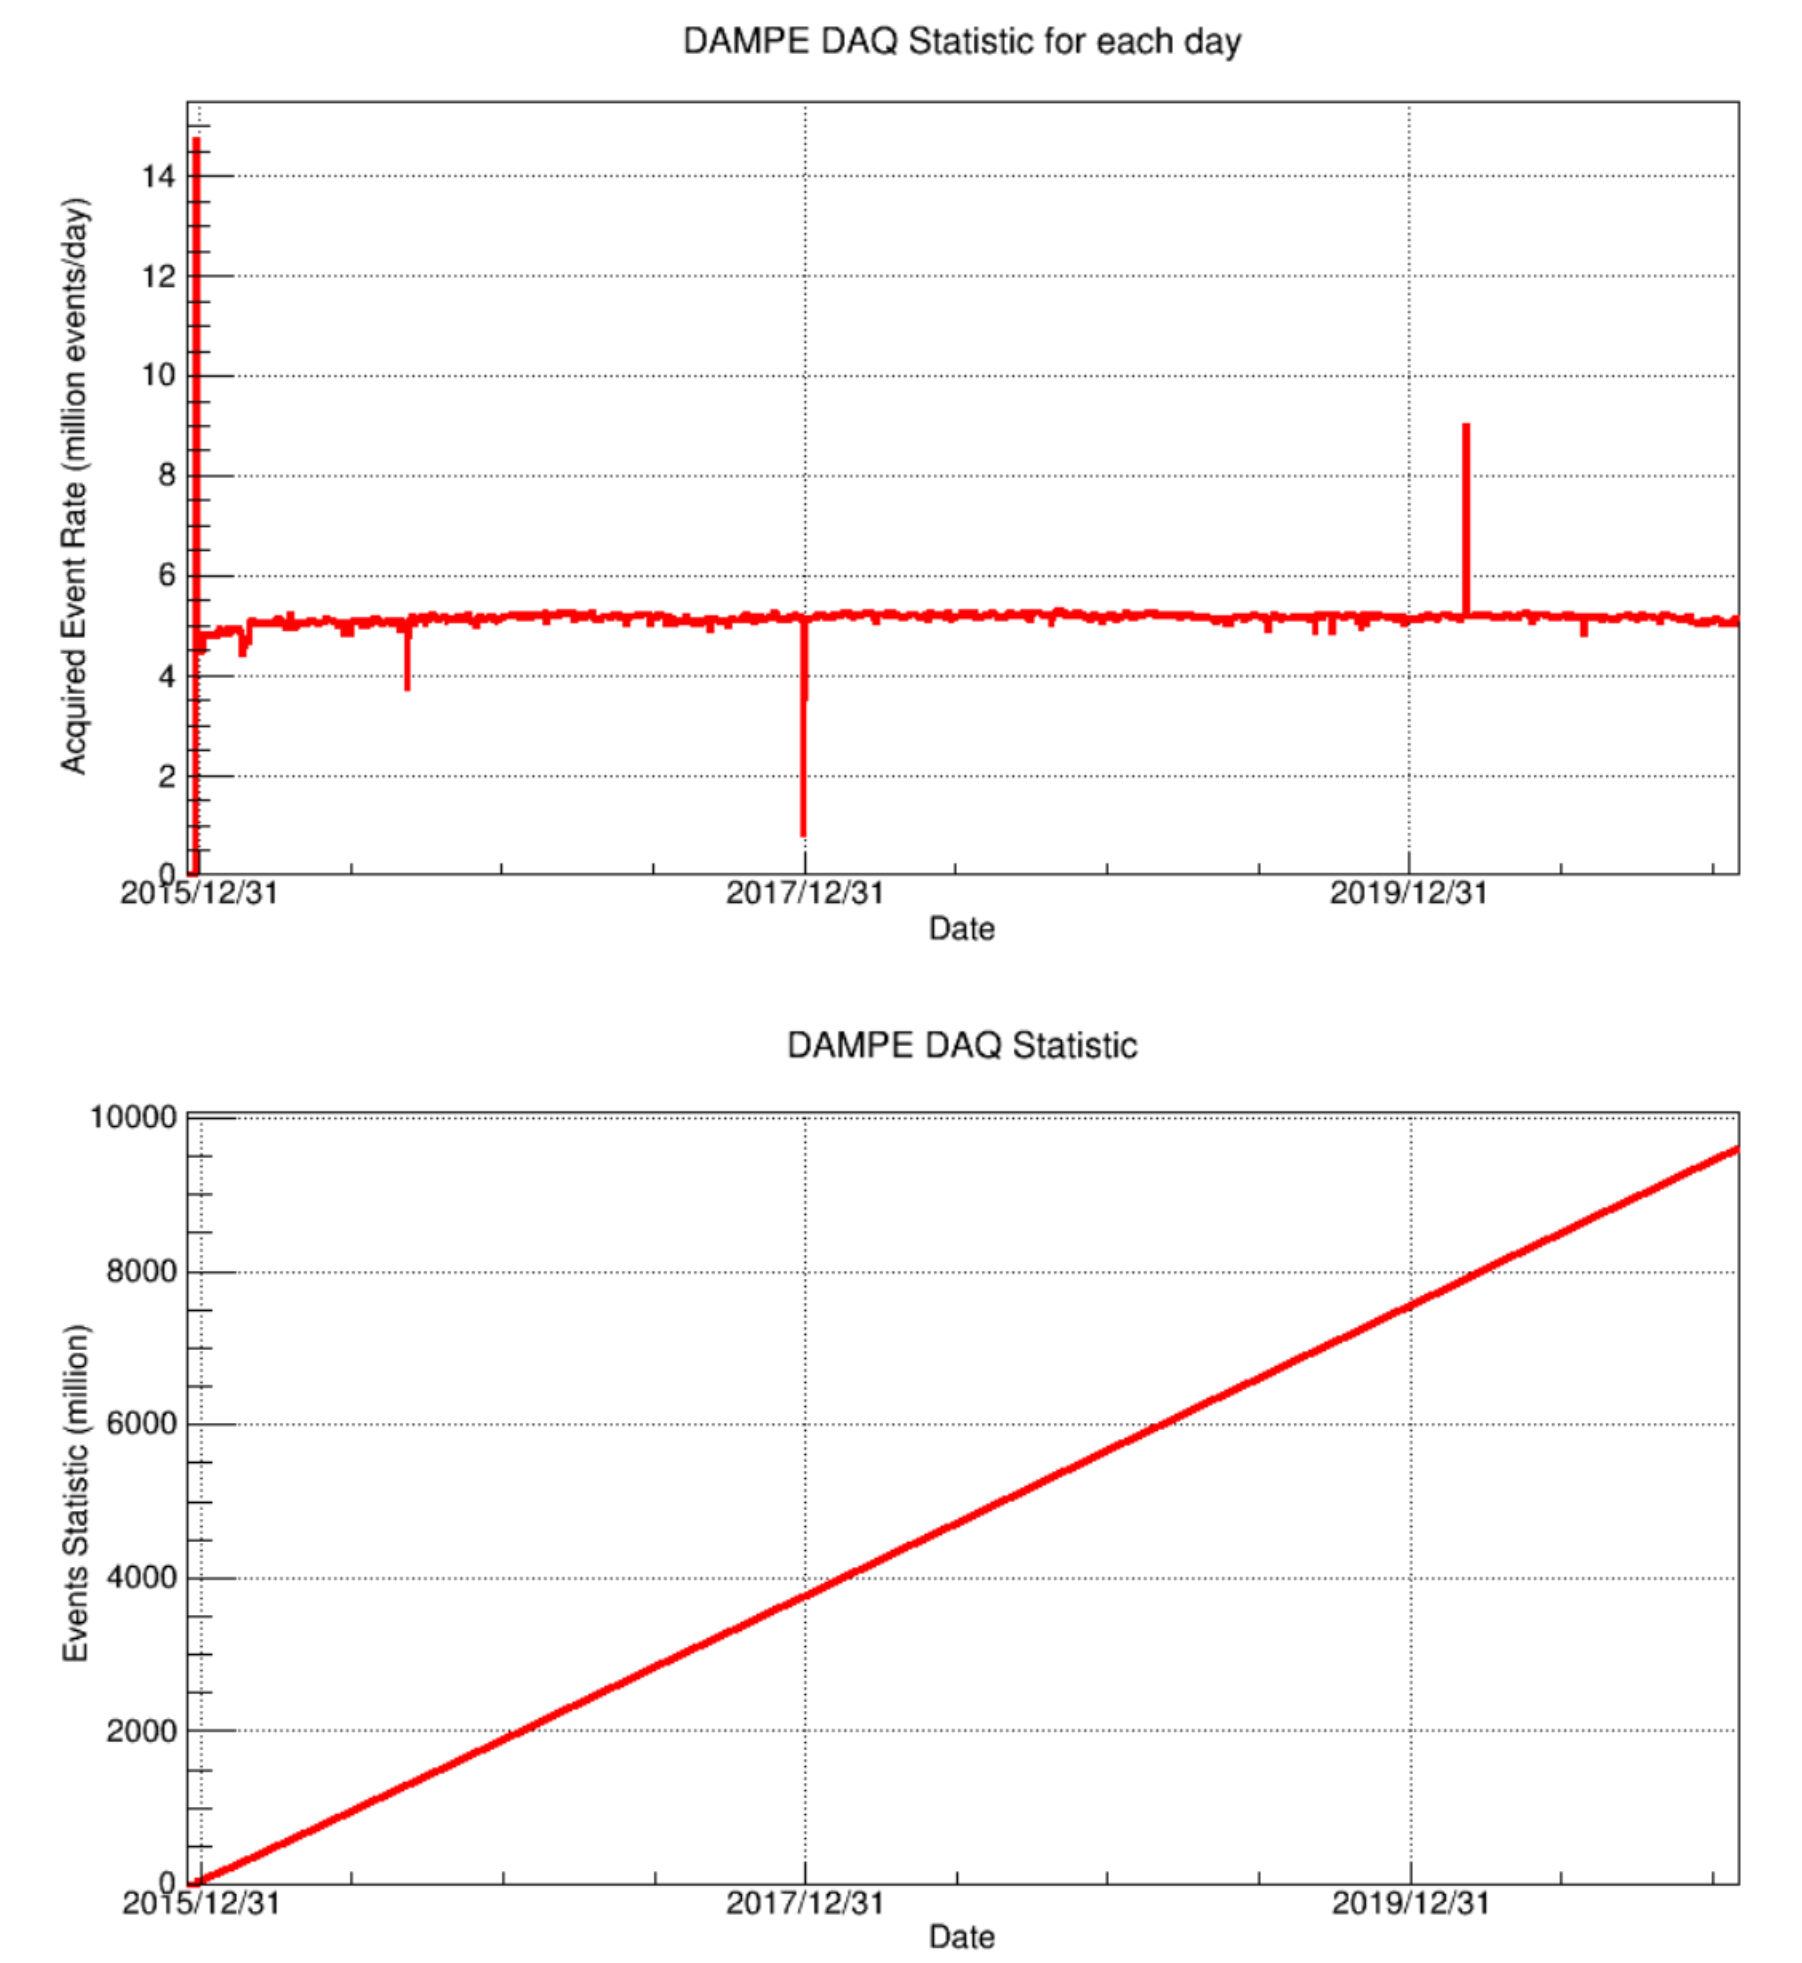 DAMPE DAQ Statistic for each day
Acquired Event Rate (million events/day)
14
12
10
8
6
4
2
0
2015/12/31 2017/12/31 2019/12/31
Date
DAMPE DAQ Statistic
Events Statistic (million)
10000
8000
6000
4000
2000
0
2015/12/31 2017/12/31 2019/12/31
Date